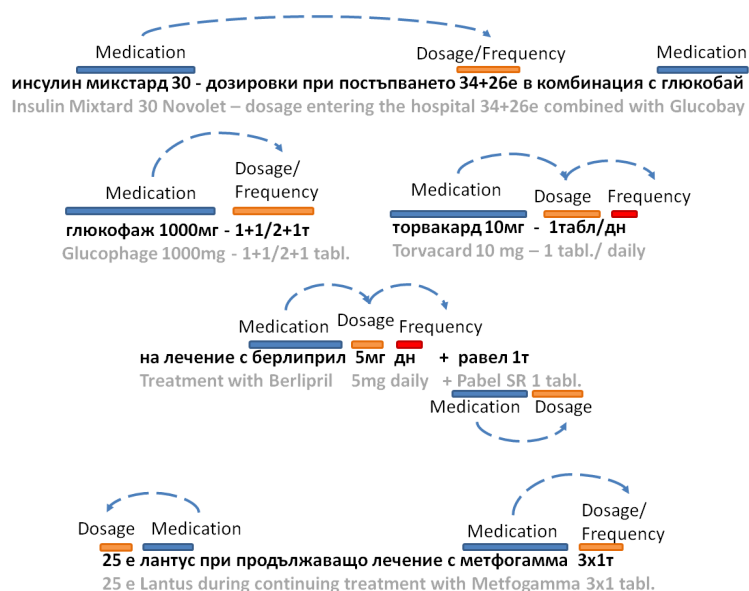 Medication Dosage/Frequency Medication
инсулин микстард 30 - дозировки при постъпването 34+26е в комбинация с глюкобай
Insulin Mixtard 30 Novolet – dosage entering the hospital 34+26e combined with Glucobay
Medication Dosage/
Frequency
глюкофаж 1000мг - 1+1/2+1т
Glucophage 1000mg - 1+1/2+1 tabl.
Medication Dosage Frequency
торвакард 10мг - 1табл/дн
Torvacard 10 mg – 1 tabl./ daily
Medication Dosage Frequency
на лечение с берлиприл 5мг дн + равел 1т
Treatment with Berlipril 5mg daily + Pabel SR 1 tabl.
Medication Dosage
Dosage Medication Medication Dosage/
Frequency
25 е лантус при продължаващо лечение с метфогамма 3х1т
25 e Lantus during continuing treatment with Metfogamma 3x1 tabl.